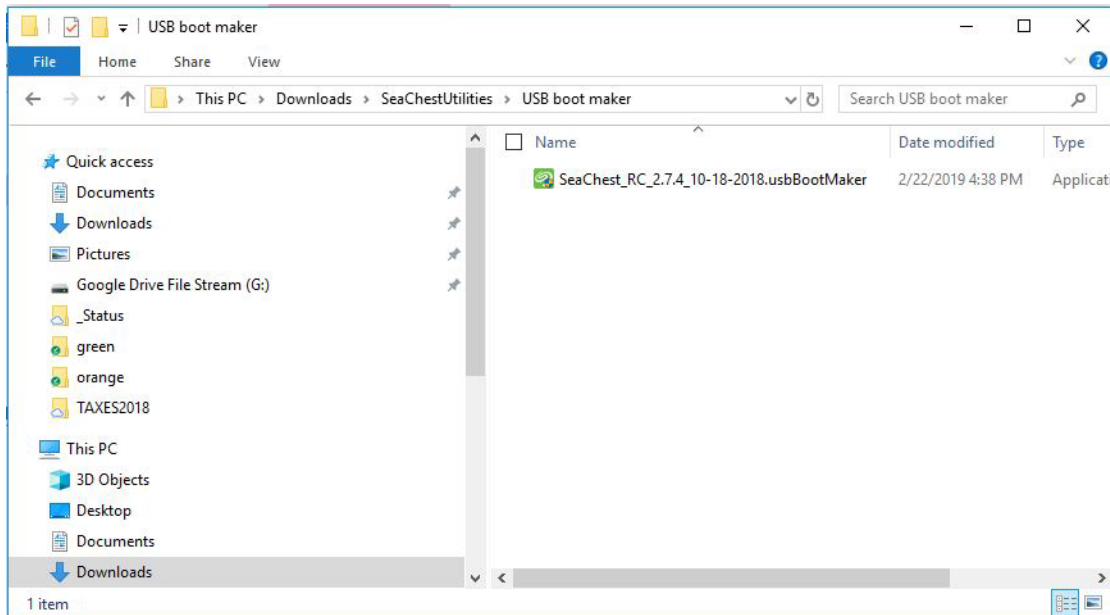 USB boot maker
File Home Share View
This PC > Downloads > SeaChestUtilities > USB boot maker
Search USB boot maker
Name Date modified Type
SeaChest_RC_2.7.4_10-18-2018.usbBootMaker 2/22/2019 4:38 PM Applicati
Quick access
Documents
Downloads
Pictures
Google Drive File Stream (G:)
_Status
green
orange
TAXES2018
This PC
3D Objects
Desktop
Documents
Downloads
1 item